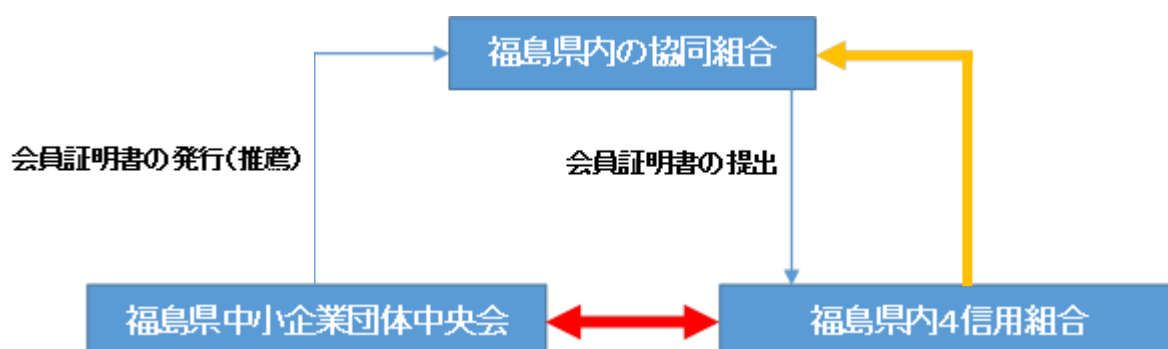 福島県内の協同組合
会員証明書の発行(推薦)
会員証明書の提出
福島県中小企業団体中央会
福島県内4信用組合